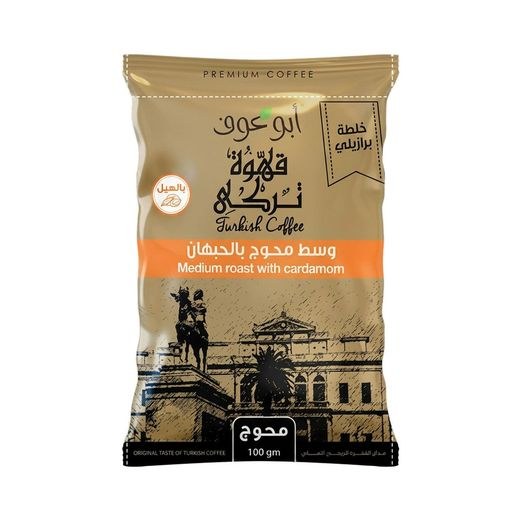 PREMIUM COFFEE
أبو عوف
خلطة
برازيلي
قهوة
تركي
Turkish Coffee
بالهيل
وسط محوج بالحبهان
Medium roast with cardamom
محوج
100 gm
ORIGINAL TASTE OF TURKISH COFFEE